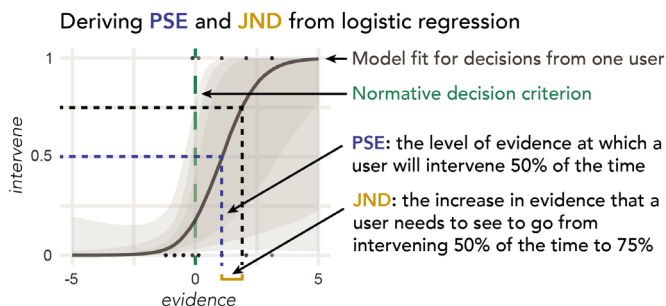 Deriving PSE and JND from logistic regression
1
Model fit for decisions from one user
Normative decision criterion
intervene
0.5
PSE: the level of evidence at which a
user will intervene 50% of the time
JND: the increase in evidence that a
user needs to see to go from
intervening 50% of the time to 75%
0
-5
0
5
evidence